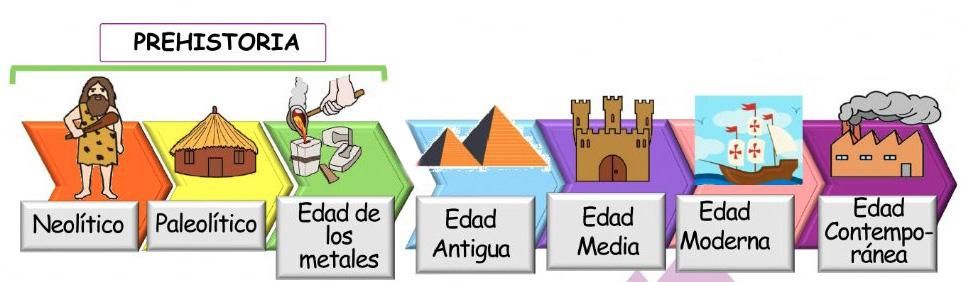 PREHISTORIA
Neolítico
Paleolítico
Edad de
los
metales
Edad
Antigua
Edad
Media
Edad
Moderna
Edad
Contempo-
ránea